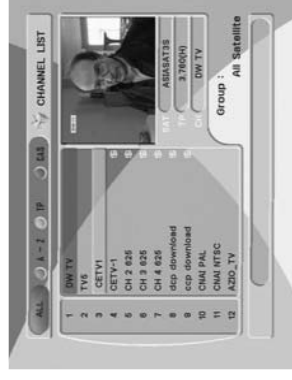 CHANNEL LIST
ALL A - Z TP CAS
1 DW TV
2 TV5
3 CETV1
4 CETV-1 $
5 CH 2 625 $
6 CH 3 625 $
7 CH 4 625 $
8 dcp download $
9 ccp download $
10 CNAI PAL
11 CNAI NTSC
12 AZIO_TV
SAT ASIASAT3S
TP 3.760(H)
CH DW TV
Group :
All Satellite